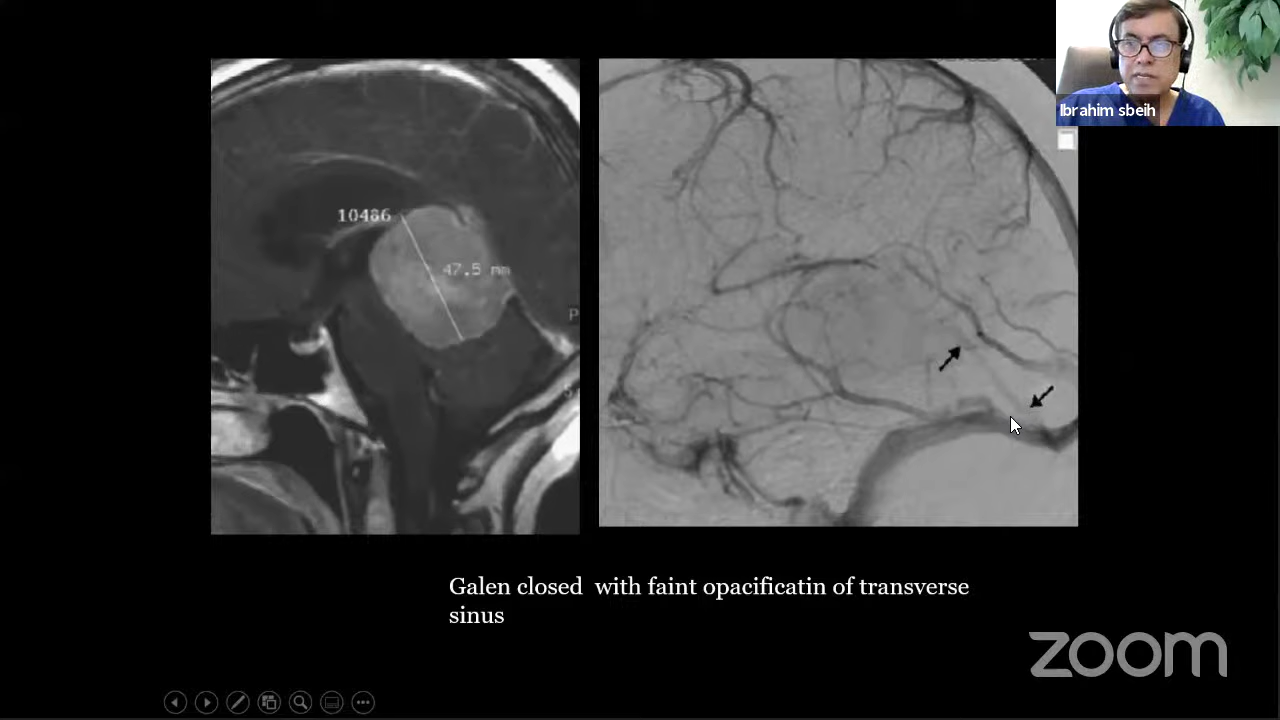 Ibrahim sbeih
10486
47.5 mm
P
Galen closed with faint opacificatin of transverse
sinus
zoom